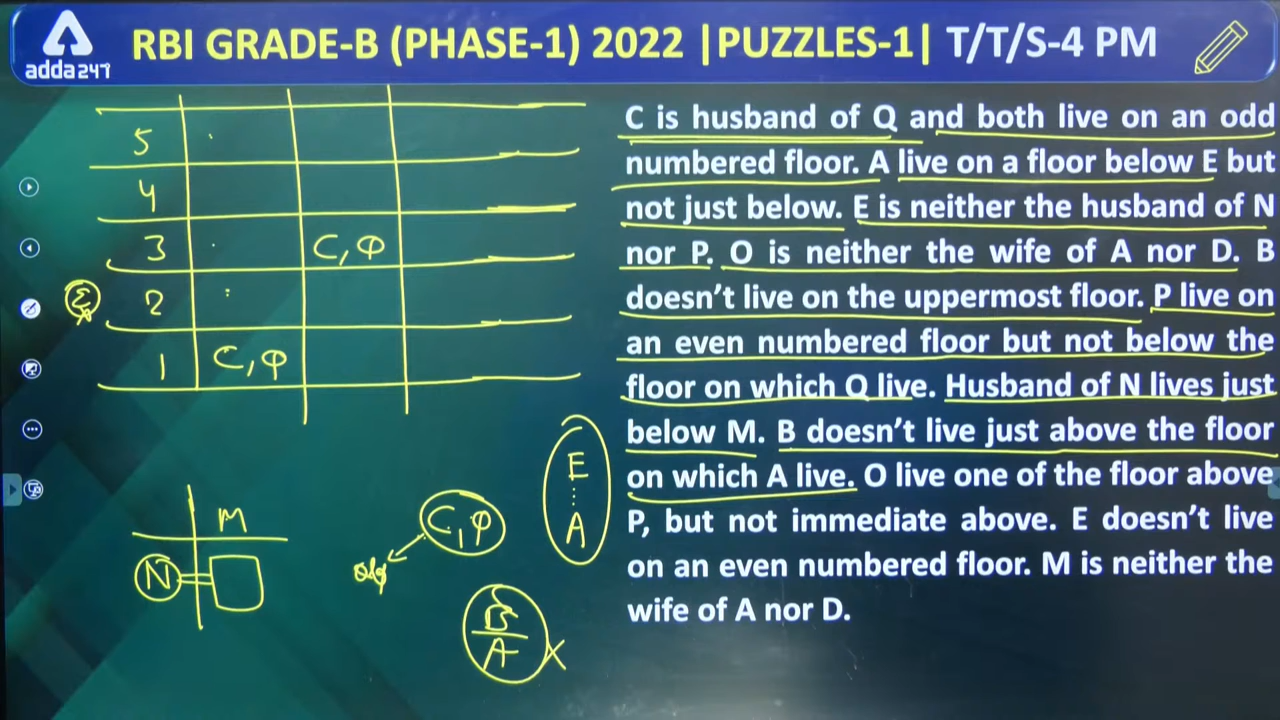 RBI GRADE-B (PHASE-1) 2022 |PUZZLES-1| T/T/S-4 PM
adda247
C is husband of Q and both live on an odd
numbered floor. A live on a floor below E but
not just below. E is neither the husband of N
nor P. O is neither the wife of A nor D. B
doesn't live on the uppermost floor. P live on
an even numbered floor but not below the
floor on which Q live. Husband of N lives just
below M. B doesn't live just above the floor
on which A live. O live one of the floor above
P, but not immediate above. E doesn't live
on an even numbered floor. M is neither the
wife of A nor D.
5
4
3 C, Q
2
1 C, Q
M
N
C, Q
E
A
B
A X